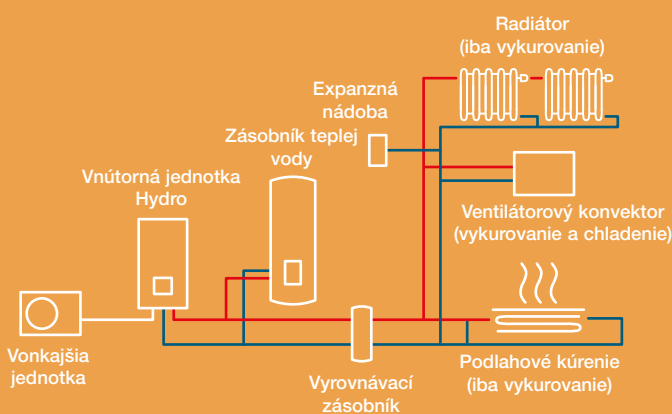 Radiátor
(iba vykurovanie)
Expanzná
nádoba
Zásobník teplej
vody
Vnútorná jednotka
Hydro
Ventilátorový konvektor
(vykurovanie a chladenie)
Vonkajšia
jednotka
Vyrovnávací
zásobník
Podlahové kúrenie
(iba vykurovanie)